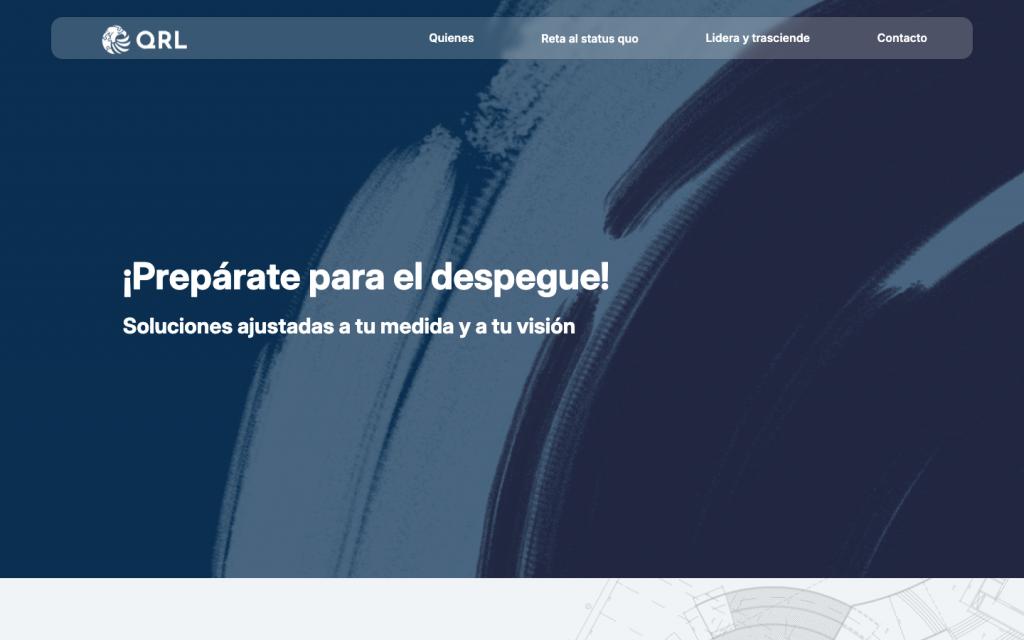 QRL
Quienes
Reta al status quo
Lidera y trasciende
Contacto
¡Prepárate para el despegue!
Soluciones ajustadas a tu medida y a tu visión